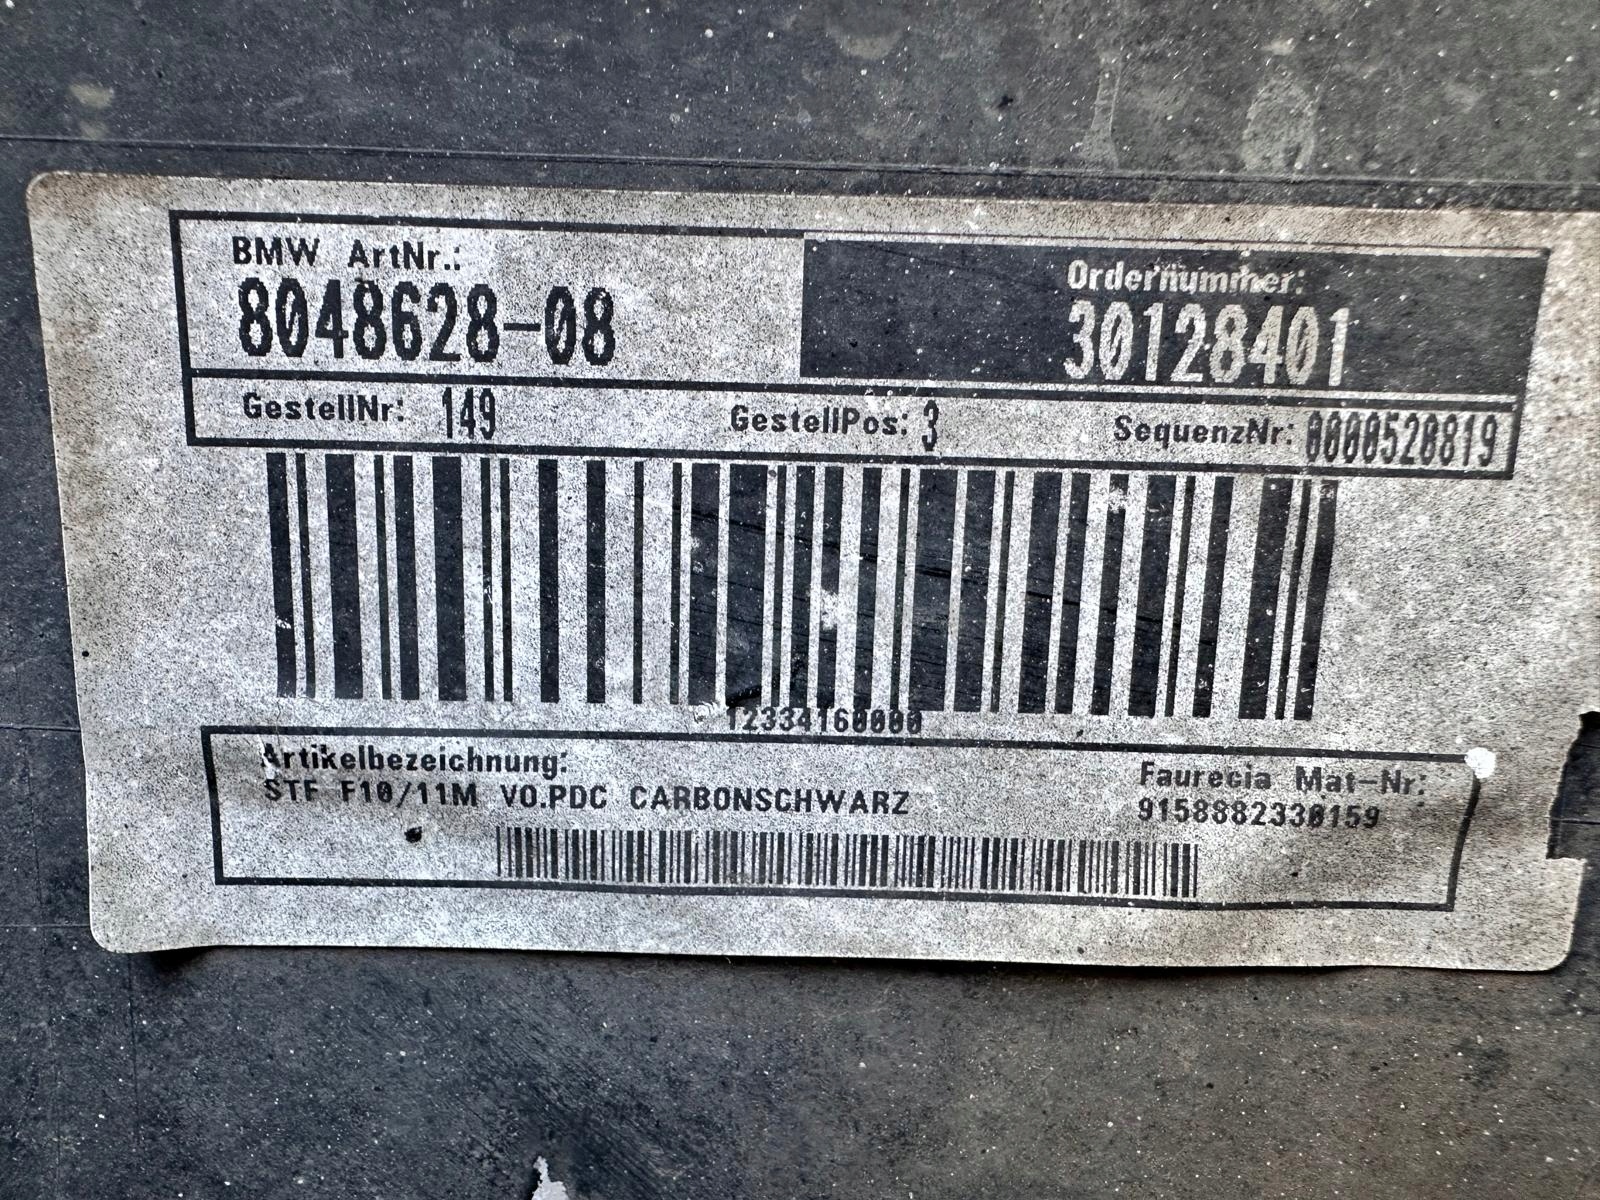 BMW ArtNr.:
8048628-08
Ordernummer:
30128401
GestellNr: 149
GestellPos: 3
SequenzNr: 0000520819
12334160000
Artikelbezeichnung:
STF F10/11M VO.PDC CARBONSCHWARZ
Faurecia Mat-Nr:
9158882330159